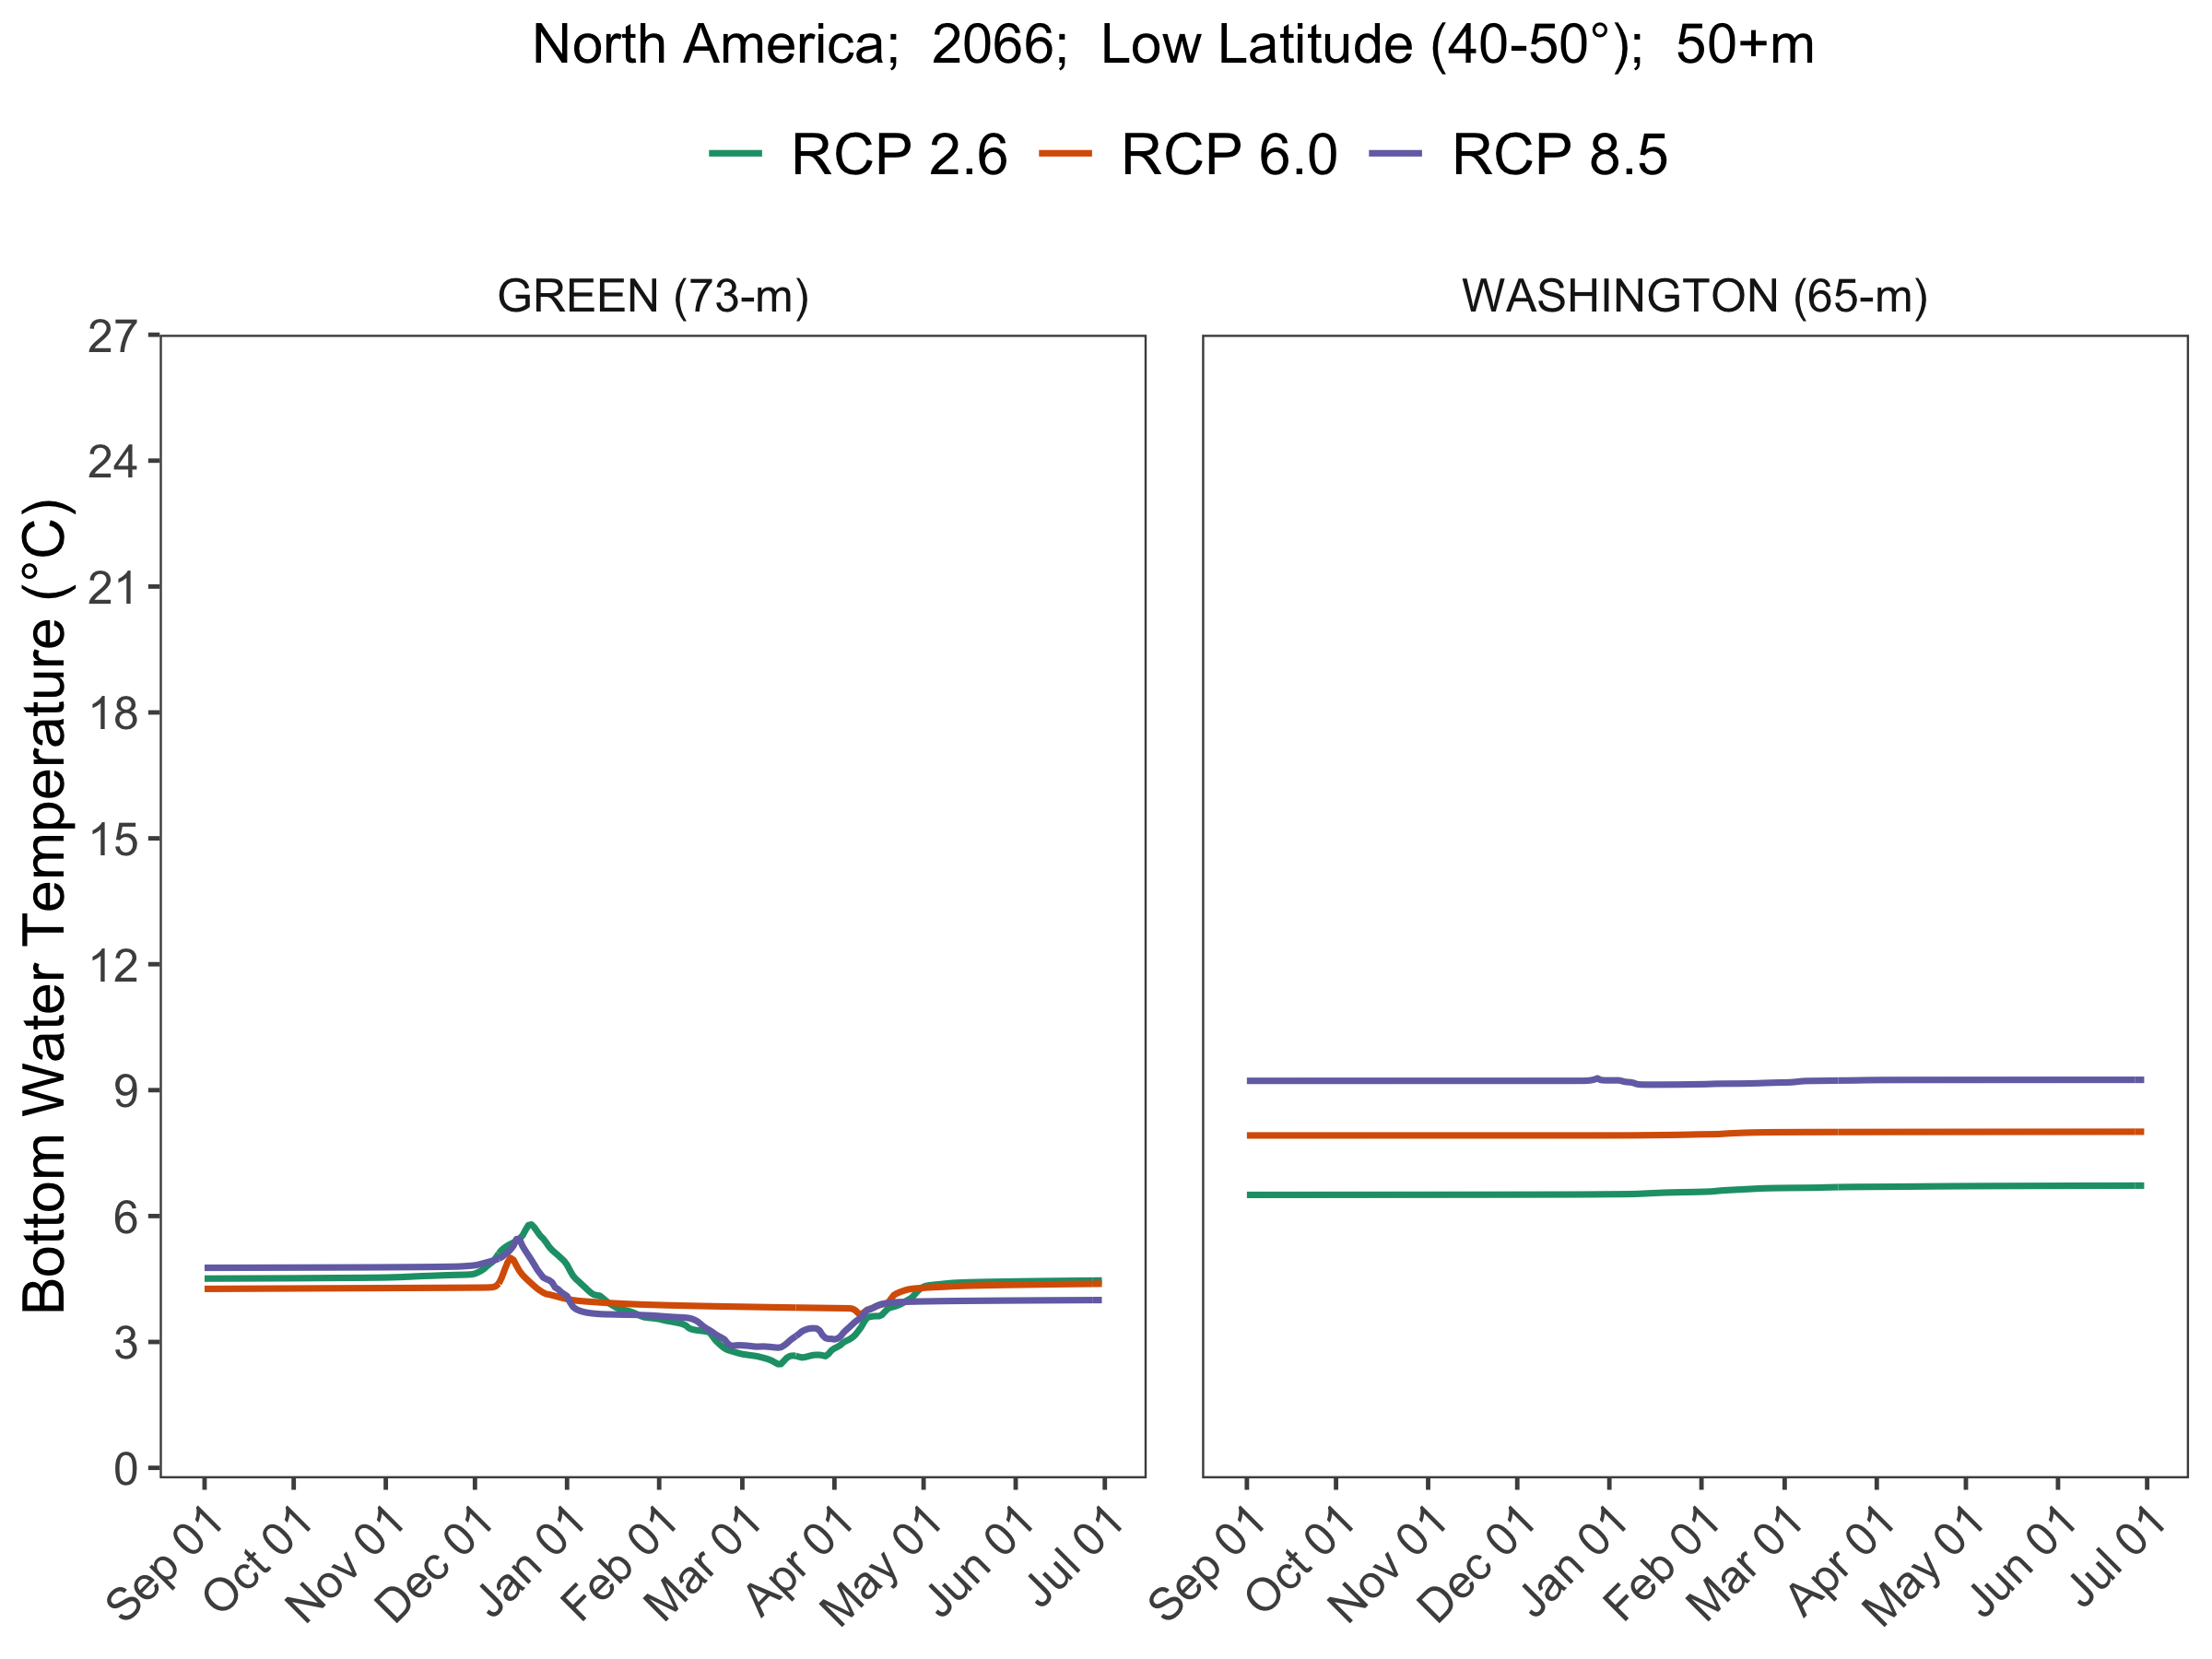 North America;  2066;  Low Latitude (40-50°);  50+m
RCP 2.6 RCP 6.0 RCP 8.5
GREEN (73-m) WASHINGTON (65-m)
Bottom Water Temperature (°C)
27
24
21
18
15
12
9
6
3
0
Sep 01 Oct 01 Nov 01 Dec 01 Jan 01 Feb 01 Mar 01 Apr 01 May 01 Jun 01 Jul 01 Sep 01 Oct 01 Nov 01 Dec 01 Jan 01 Feb 01 Mar 01 Apr 01 May 01 Jun 01 Jul 01